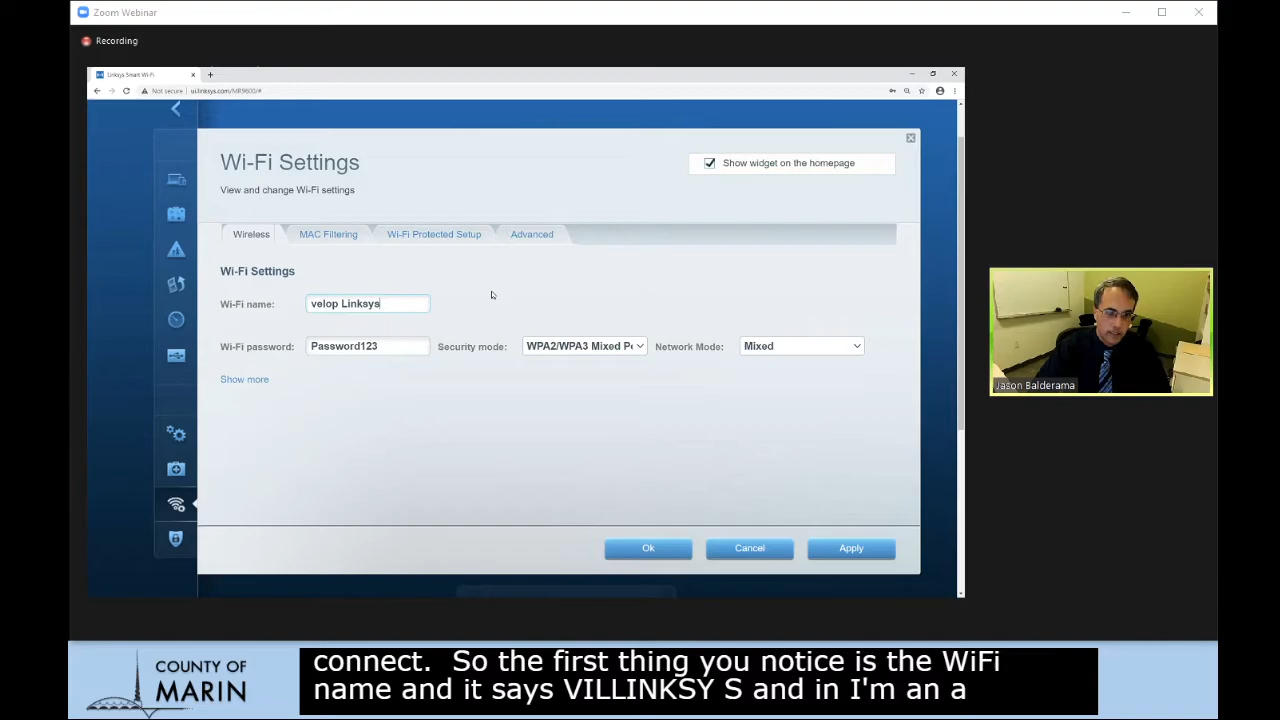 Zoom Webinar
Recording
Linksys Smart Wi-Fi
Not secure
ui.linksys.com/MR9600/#
Wi-Fi Settings
Show widget on the homepage
View and change Wi-Fi settings
Wireless
MAC Filtering
Wi-Fi Protected Setup
Advanced
Wi-Fi Settings
Wi-Fi name:
velop Linksys
Wi-Fi password:
Password123
Security mode:
WPA2/WPA3 Mixed P
Network Mode:
Mixed
Show more
Jason Balderama
Ok
Cancel
Apply
COUNTY OF
MARIN
connect. So the first thing you notice is the WiFi
name and it says VILLINKSY S and in I'm an a